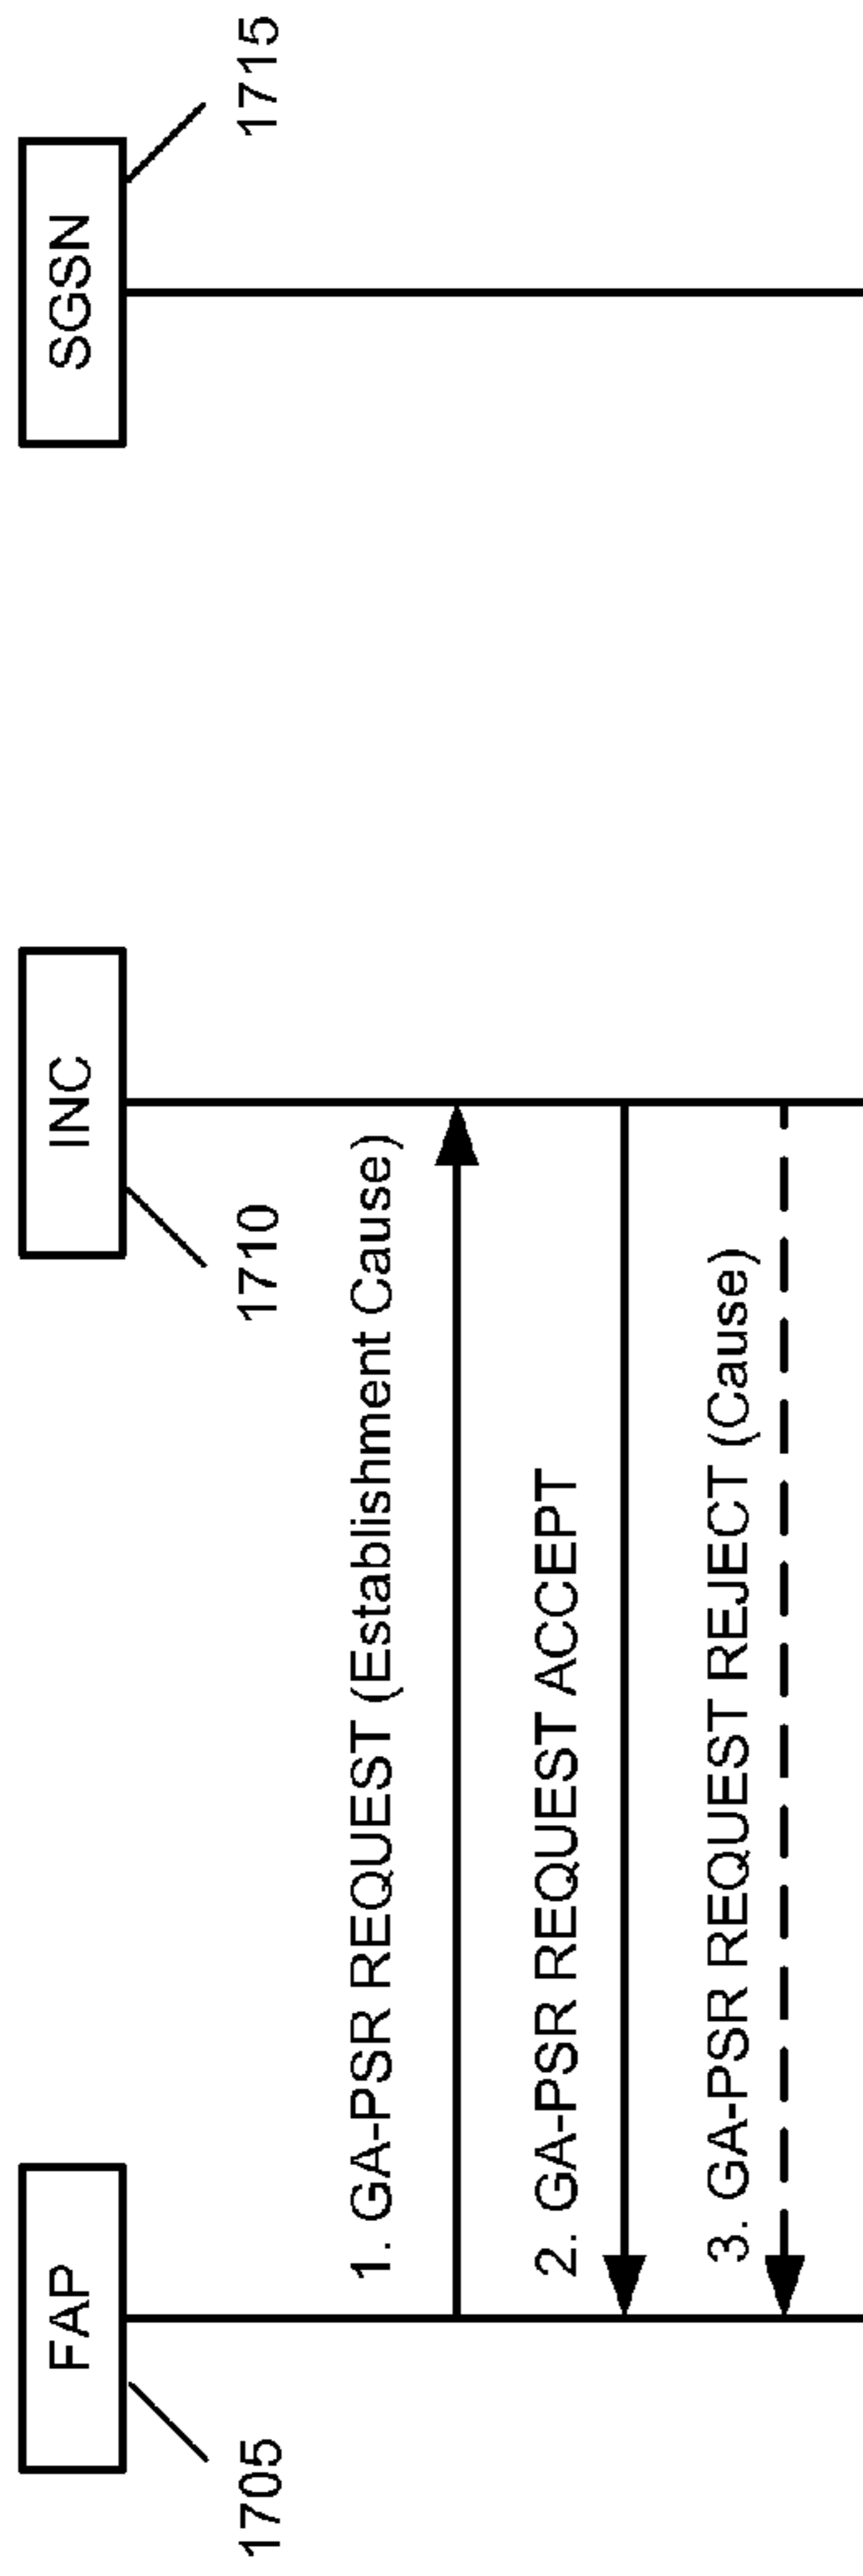 FAP
INC
SGSN
1705
1710
1715
1. GA-PSR REQUEST (Establishment Cause)
2. GA-PSR REQUEST ACCEPT
3. GA-PSR REQUEST REJECT (Cause)